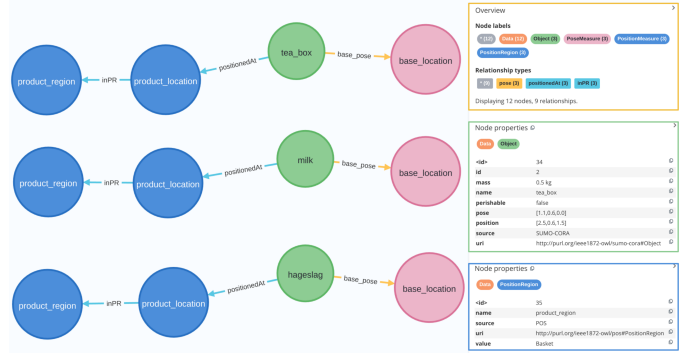 tea_box
positionedAt
base_pose
inPR
product_region
product_location
base_location
milk
positionedAt
base_pose
inPR
product_region
product_location
base_location
hageslag
positionedAt
base_pose
inPR
product_region
product_location
base_location
Overview
Node labels
* (12) Data (12) Object (3) PoseMeasure (3) PositionMeasure (3)
PositionRegion (3)
Relationship types
* (9) pose (3) positionedAt (3) inPR (3)
Displaying 12 nodes, 9 relationships.
Node properties
Data Object
<id> 34
id 2
mass 0.5 kg
name tea_box
perishable false
pose [1.1,0.6,0.0]
position [2.5,0.6,1.5]
source SUMO-CORA
uri http://purl.org/ieee1872-owl/sumo-cora#Object
Node properties
Data PositionRegion
<id> 35
name product_region
source POS
uri http://purl.org/ieee1872-owl/pos#PositionRegion
value Basket